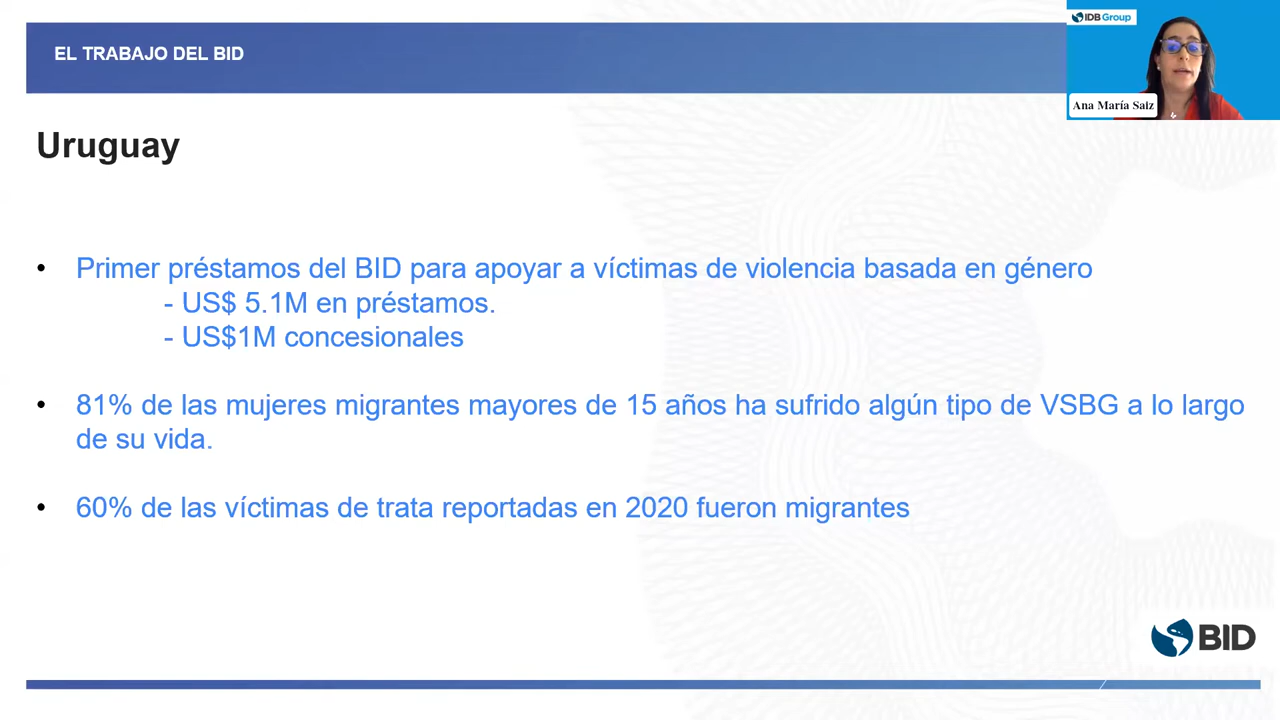 EL TRABAJO DEL BID
IDB Group
Ana María Saiz
Uruguay
• Primer préstamos del BID para apoyar a víctimas de violencia basada en género
- US$ 5.1M en préstamos.
- US$1M concesionales
• 81% de las mujeres migrantes mayores de 15 años ha sufrido algún tipo de VSBG a lo largo
de su vida.
• 60% de las víctimas de trata reportadas en 2020 fueron migrantes
BID